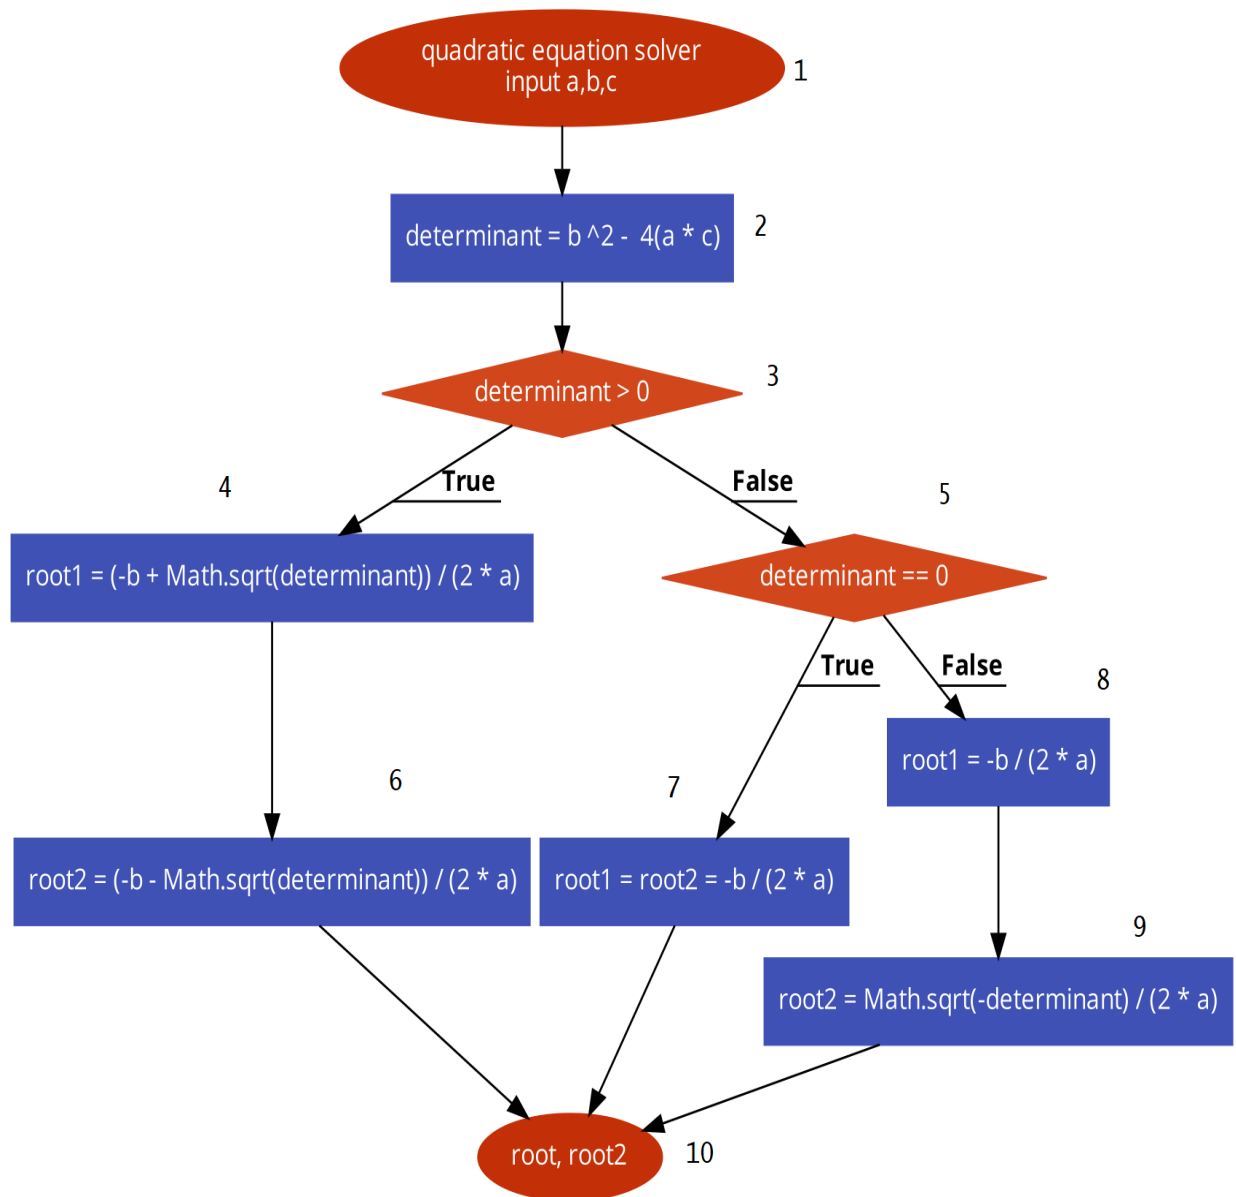 quadratic equation solver
input a,b,c
1
determinant = b ^2 -  4(a * c)
2
determinant > 0
3
True
False
4
5
root1 = (-b + Math.sqrt(determinant)) / (2 * a)
determinant == 0
True
False
8
root1 = -b / (2 * a)
6
7
root2 = (-b - Math.sqrt(determinant)) / (2 * a)
root1 = root2 = -b / (2 * a)
9
root2 = Math.sqrt(-determinant) / (2 * a)
root, root2
10